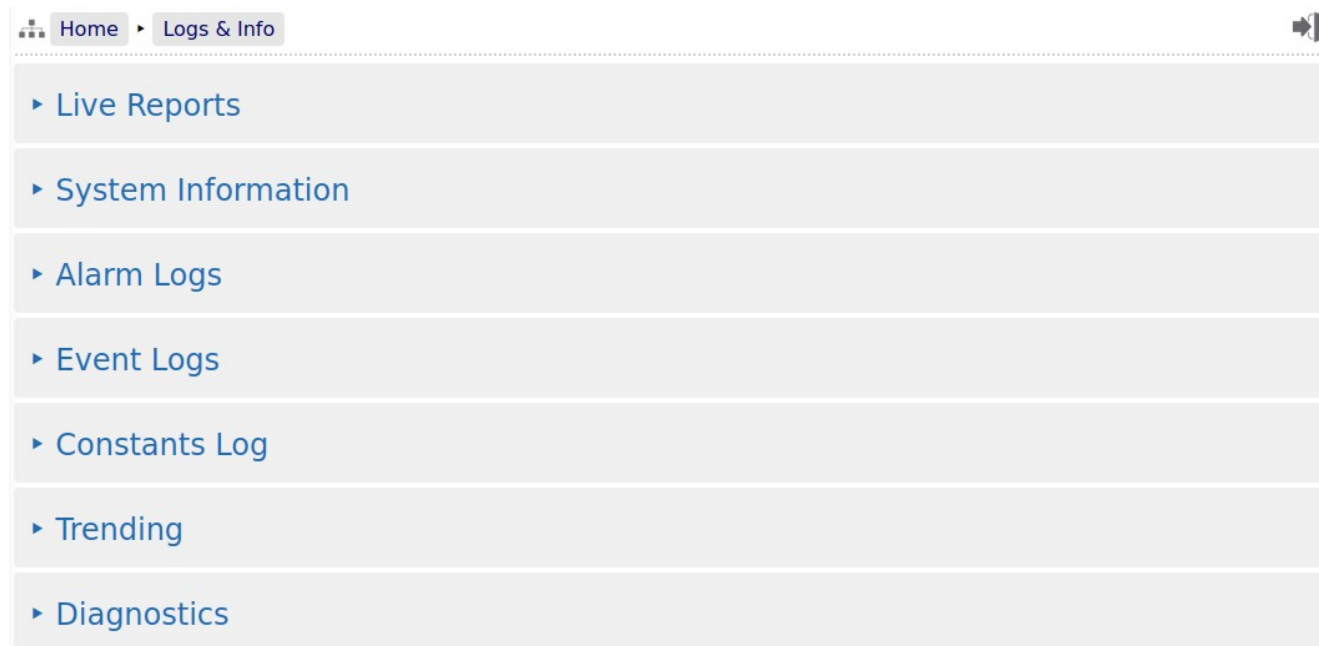 Home ‣ Logs & Info
‣ Live Reports
‣ System Information
‣ Alarm Logs
‣ Event Logs
‣ Constants Log
‣ Trending
‣ Diagnostics